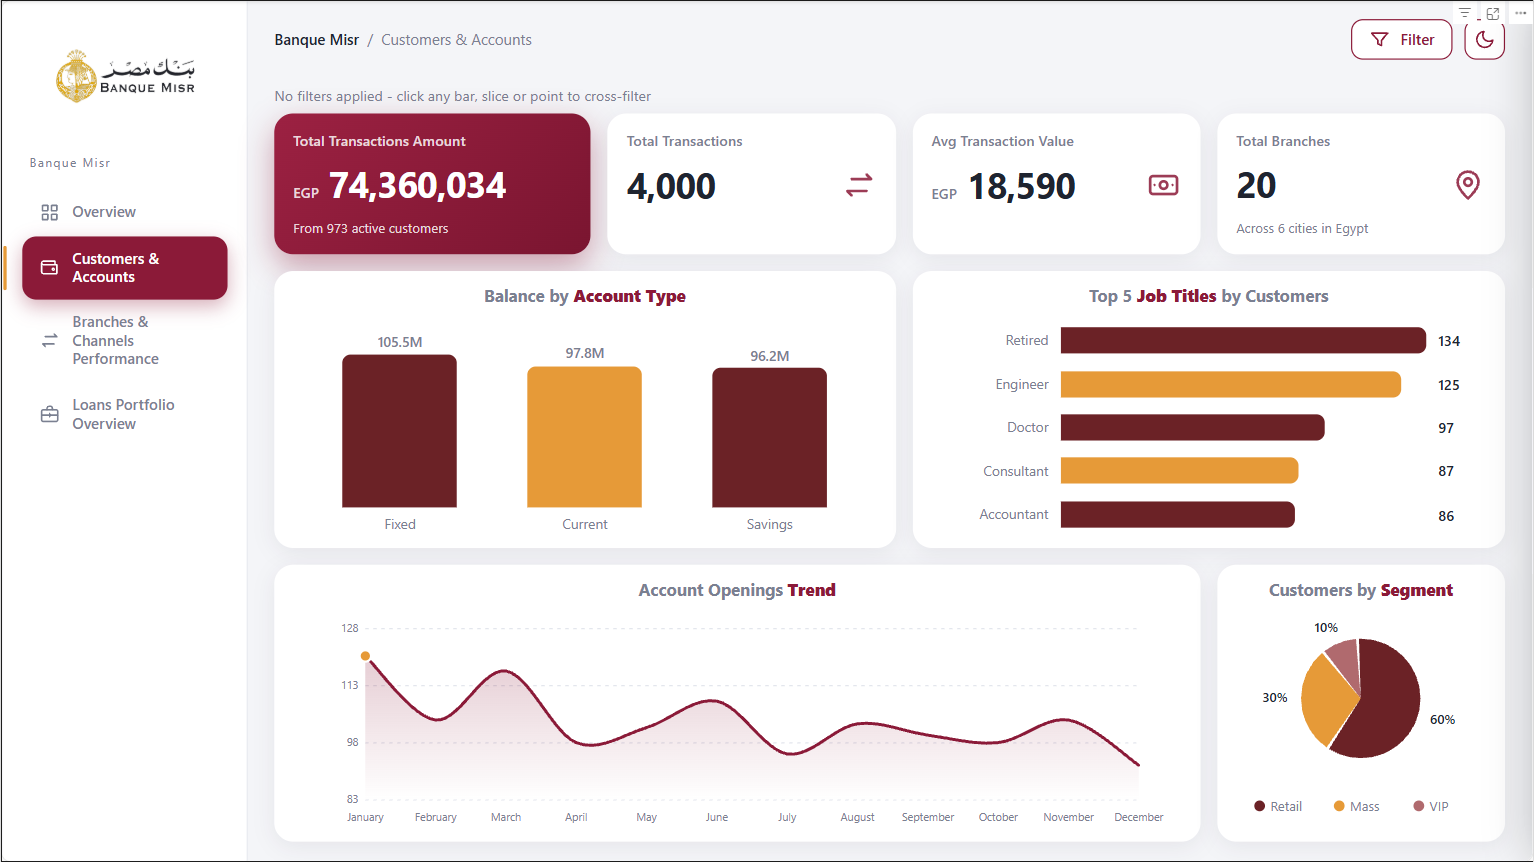 بنك مصر
BANQUE MISR
Banque Misr
Overview
Customers &
Accounts
Branches &
Channels
Performance
Loans Portfolio
Overview
Banque Misr / Customers & Accounts
Filter
No filters applied - click any bar, slice or point to cross-filter
Total Transactions Amount
EGP 74,360,034
From 973 active customers
Total Transactions
4,000
Avg Transaction Value
EGP 18,590
Total Branches
20
Across 6 cities in Egypt
Balance by Account Type
105.5M
97.8M
96.2M
Fixed
Current
Savings
Top 5 Job Titles by Customers
Retired 134
Engineer 125
Doctor 97
Consultant 87
Accountant 86
Account Openings Trend
128
113
98
83
January February March April May June July August September October November December
Customers by Segment
10%
30%
60%
Retail Mass VIP